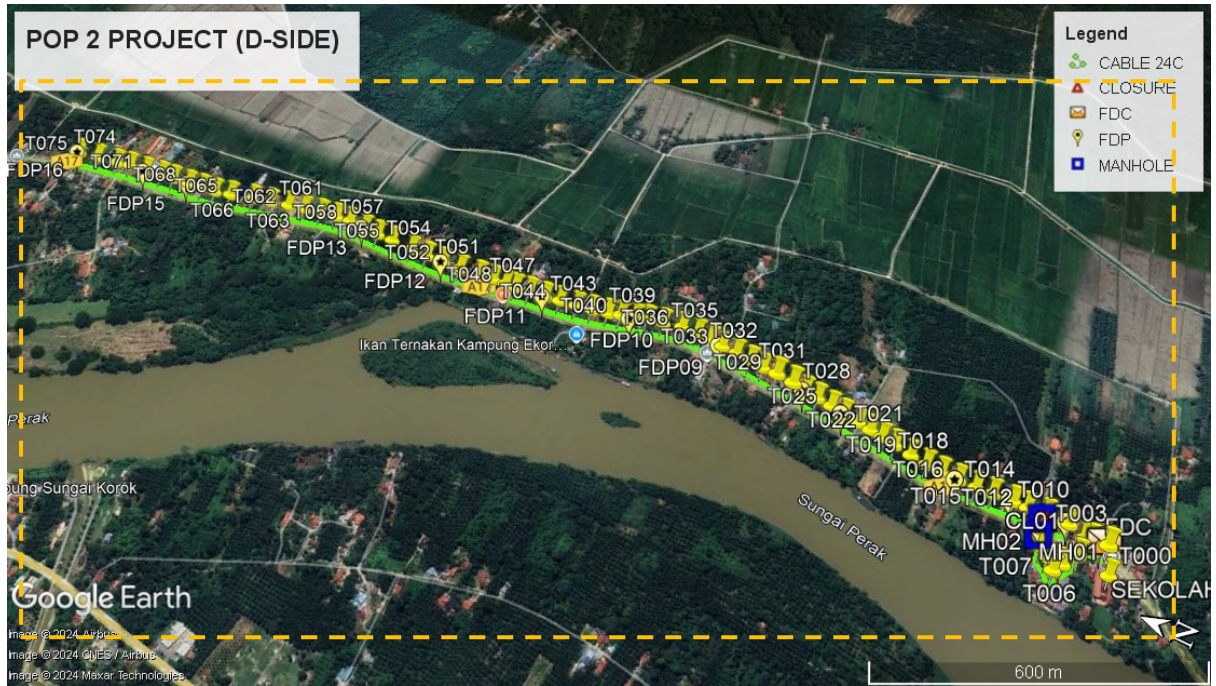 POP 2 PROJECT (D-SIDE)
Legend
CABLE 24C
CLOSURE
FDC
FDP
MANHOLE
T075
T074
FDP16
A17
T071
T068
FDP15
T065
T066
T062
T061
T063
T058
T057
FDP13
T055
T054
T052
T051
FDP12
T048
T047
T044
T043
FDP11
T040
T039
T036
T035
FDP10
T033
T032
FDP09
T029
T031
T028
T025
T022
T021
T019
T018
T016
T014
T015
T012
T010
CL01
T003
FDC
MH02
MH01
T000
T007
T006
SEKOLAH
Ikan Ternakan Kampung Ekor...
Perak
Sungai Perak
Sungai Korok
Google Earth
Image © 2024 Airbus
Image © 2024 CNES / Airbus
Image © 2024 Maxar Technologies
600 m